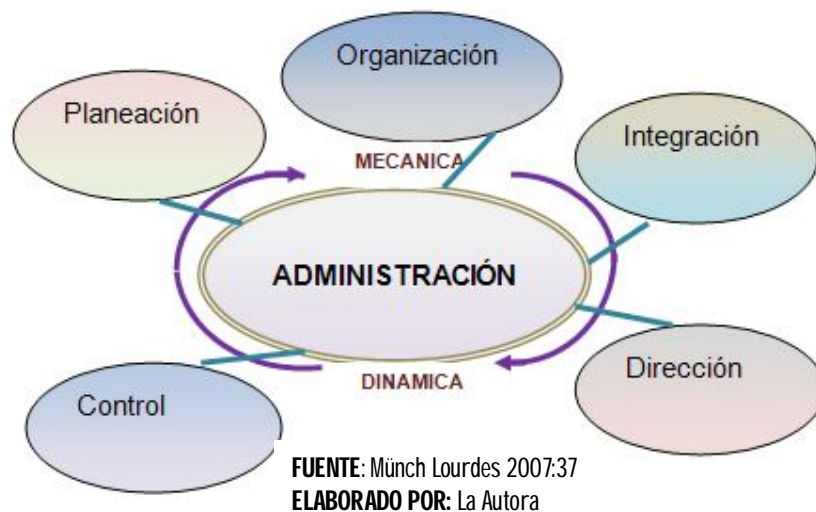 Organización
Planeación
Integración
MECANICA
ADMINISTRACIÓN
Dirección
DINAMICA
Control
FUENTE: Münch Lourdes 2007:37
ELABORADO POR: La Autora